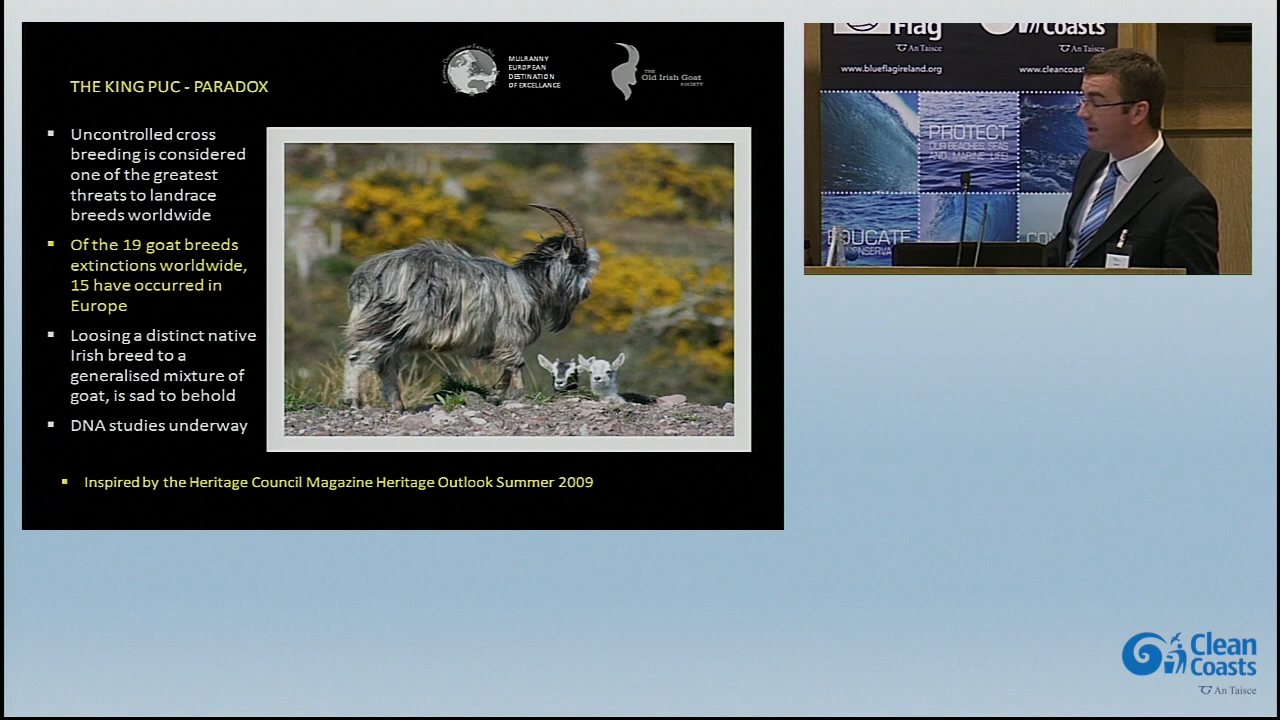 THE KING PUC - PARADOX
MULRANNY
EUROPEAN
DESTINATION
OF EXCELLENCE
THE
Old Irish Goat
SOCIETY
▪ Uncontrolled cross
breeding is considered
one of the greatest
threats to landrace
breeds worldwide
▪ Of the 19 goat breeds
extinctions worldwide,
15 have occurred in
Europe
▪ Loosing a distinct native
Irish breed to a
generalised mixture of
goat, is sad to behold
▪ DNA studies underway
▪ Inspired by the Heritage Council Magazine Heritage Outlook Summer 2009
Flag
An Taisce
www.blueflagireland.org
Coasts
An Taisce
www.cleancoast
PROTECT
OUR BEACHES, SEAS
AND MARINE LIFE!
EDUCATE
CONSERVA
CON
Clean
Coasts
An Taisce